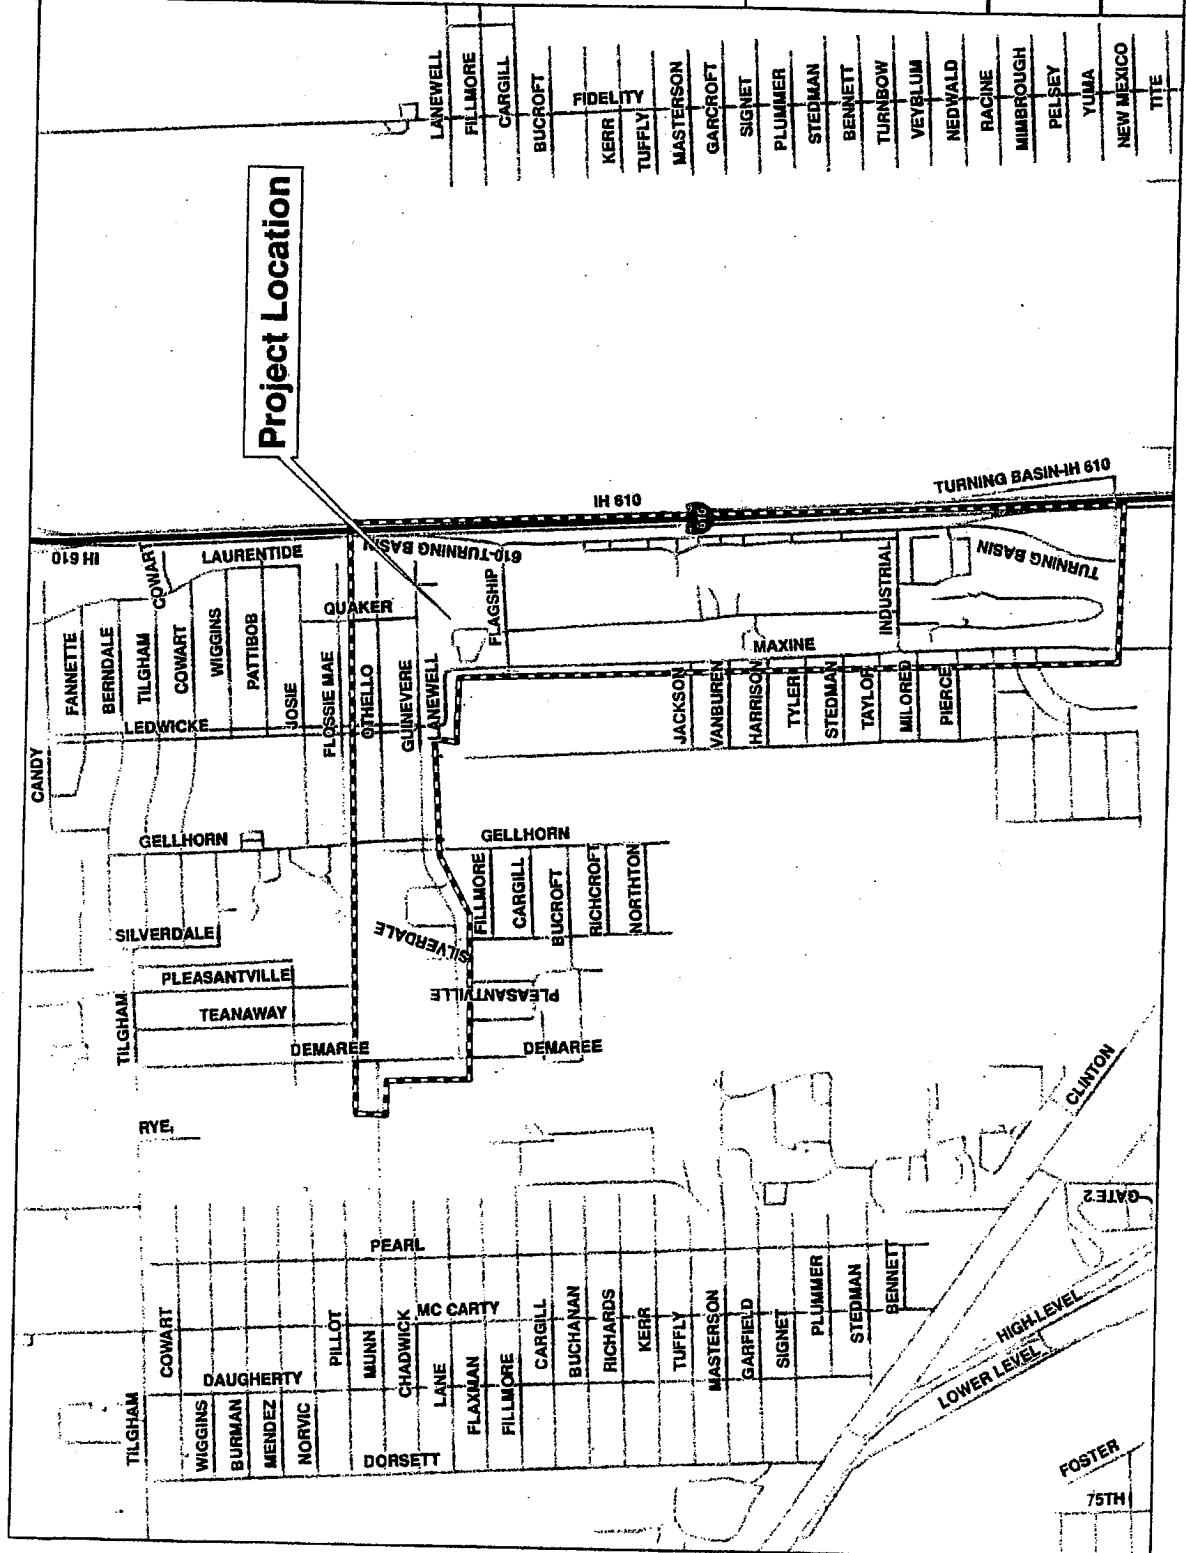 LANEWELL
FILLMORE
CARGILL
BUCROFT
FIDELITY
KERR
TUFFLY
MASTERSON
GARCROFT
SIGNET
PLUMMER
STEDMAN
BENNETT
TURNBOW
VEYBLUM
NEDWALD
RACINE
MIMBROUGH
PELSEY
YUMA
NEW MEXICO
TITE
Project Location
IH 610
TURNING BASIN-IH 610
IH 610
COWART
LAURENTIDE
610-TURNING BASIN
FLAGSHIP
INDUSTRIAL
TURNING BASIN
QUAKER
MAXINE
FANNETTE
BERNDALE
TILGHAM
COWART
WIGGINS
PATTIBOB
JOSIE
FLOSSIE MAE
OTHELLO
GUINEVERE
LANEWELL
LEDWICKE
CANDY
JACKSON
VANBUREN
HARRISON
TYLER
STEDMAN
TAYLOR
MILORED
PIERCE
GELLHORN
GELLHORN
FILLMORE
CARGILL
BUCROFT
RICHCROFT
NORTHTON
SILVERDALE
SILVERDALE
PLEASANTVILLE
PLEASANTVILLE
TEANAWAY
TILGHAM
DEMAREE
DEMAREE
RYE
CLINTON
GATE 2
PEARL
MC CARTY
COWART
PILLOT
MUNN
CHADWICK
LANE
FLAXMAN
FILLMORE
CARGILL
BUCHANAN
RICHARDS
KERR
TUFFLY
MASTERSON
GARFIELD
SIGNET
PLUMMER
STEDMAN
BENNETT
HIGH LEVEL
LOWER LEVEL
DAUGHERTY
TILGHAM
WIGGINS
BURMAN
MENDEZ
NORVIC
DORSETT
FOSTER
75TH